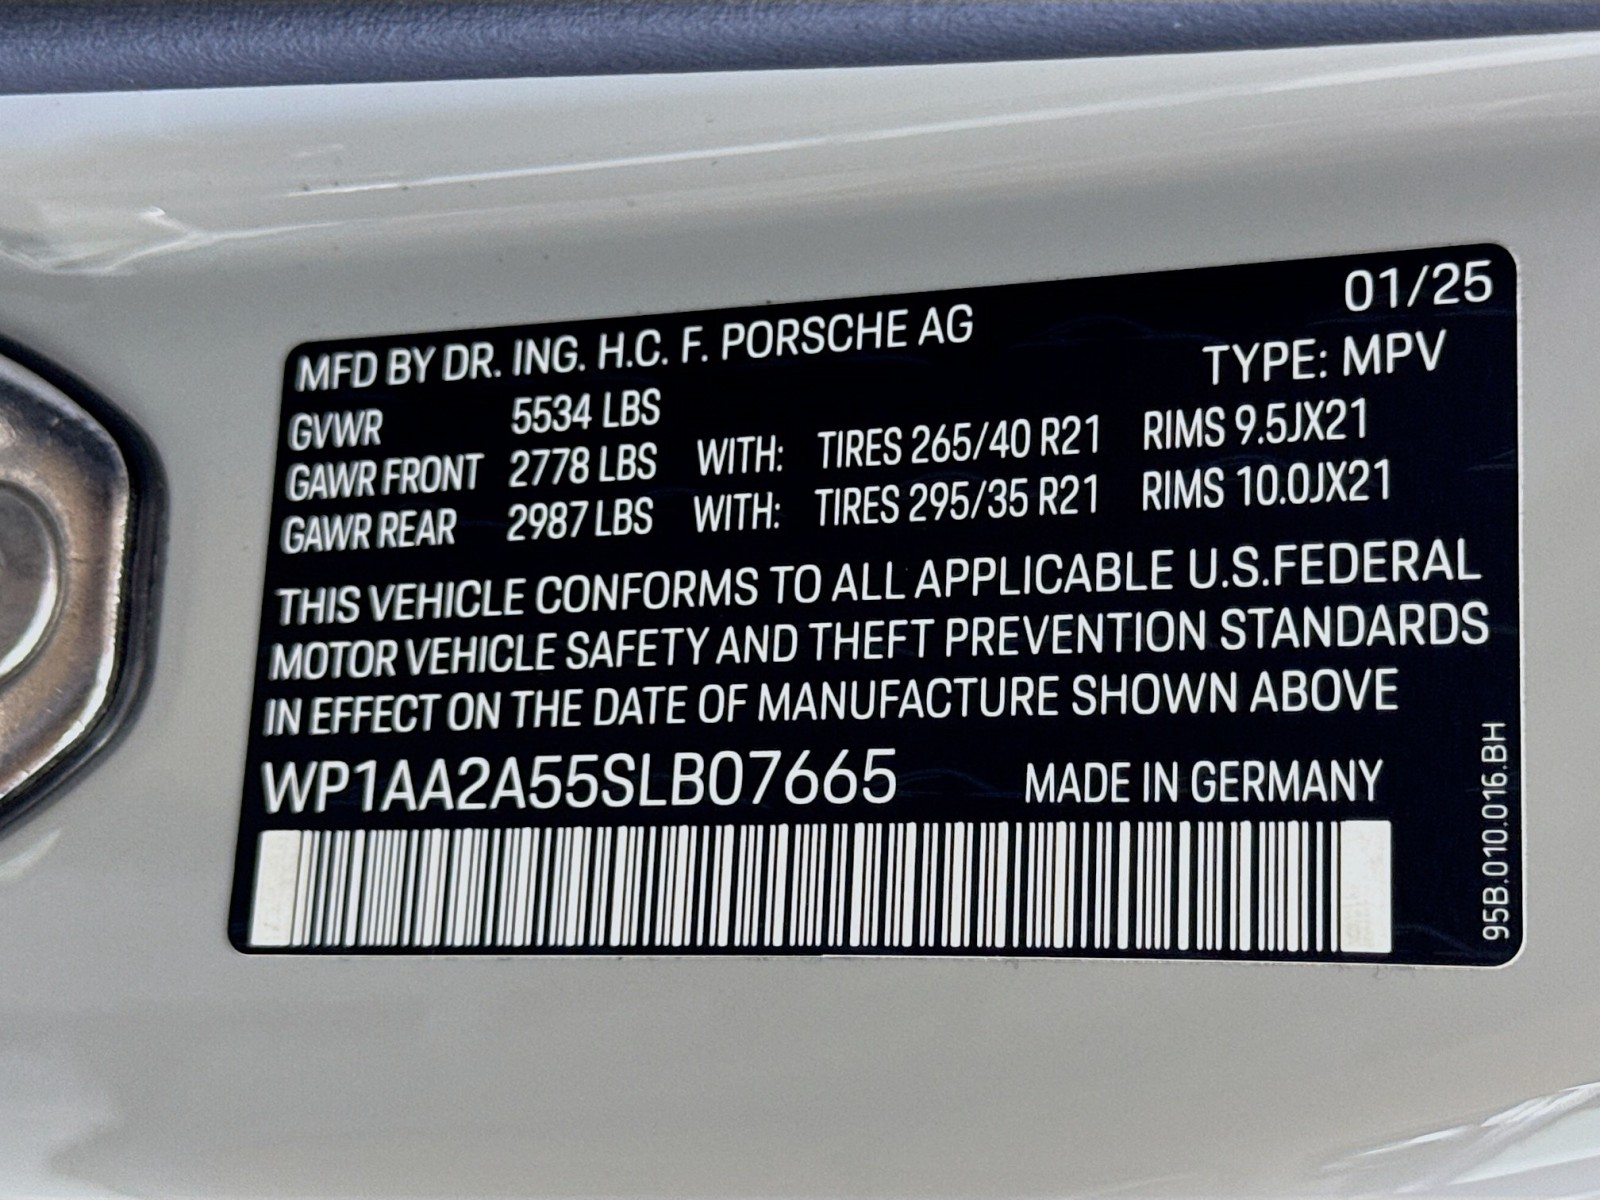 01/25
MFD BY DR. ING. H.C. F. PORSCHE AG
TYPE: MPV
GVWR 5534 LBS
GAWR FRONT 2778 LBS WITH: TIRES 265/40 R21 RIMS 9.5JX21
GAWR REAR 2987 LBS WITH: TIRES 295/35 R21 RIMS 10.0JX21
THIS VEHICLE CONFORMS TO ALL APPLICABLE U.S.FEDERAL
MOTOR VEHICLE SAFETY AND THEFT PREVENTION STANDARDS
IN EFFECT ON THE DATE OF MANUFACTURE SHOWN ABOVE
WP1AA2A55SLB07665 MADE IN GERMANY
95B.010.016.BH